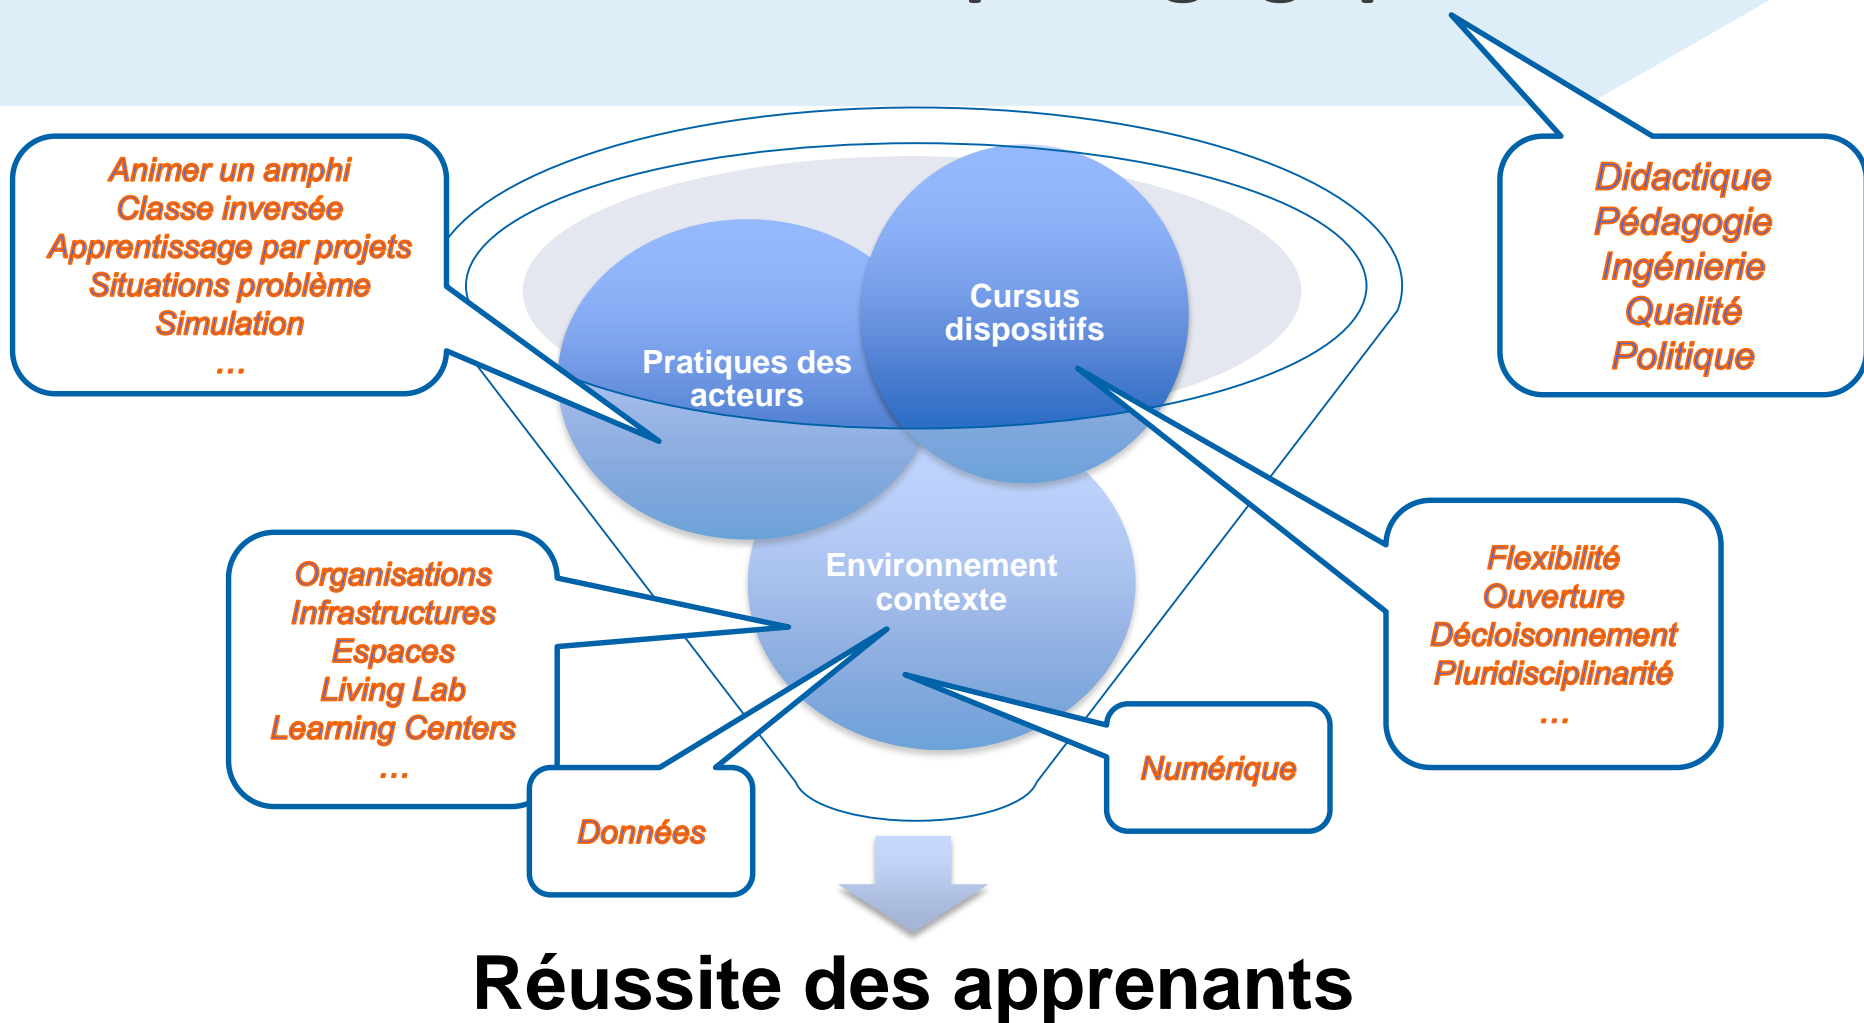 Animer un amphi
Classe inversée
Apprentissage par projets
Situations problème
Simulation
...
Didactique
Pédagogie
Ingénierie
Qualité
Politique
Cursus
dispositifs
Pratiques des
acteurs
Environnement
contexte
Organisations
Infrastructures
Espaces
Living Lab
Learning Centers
...
Flexibilité
Ouverture
Décloisonnement
Pluridisciplinarité
...
Données
Numérique
Réussite des apprenants